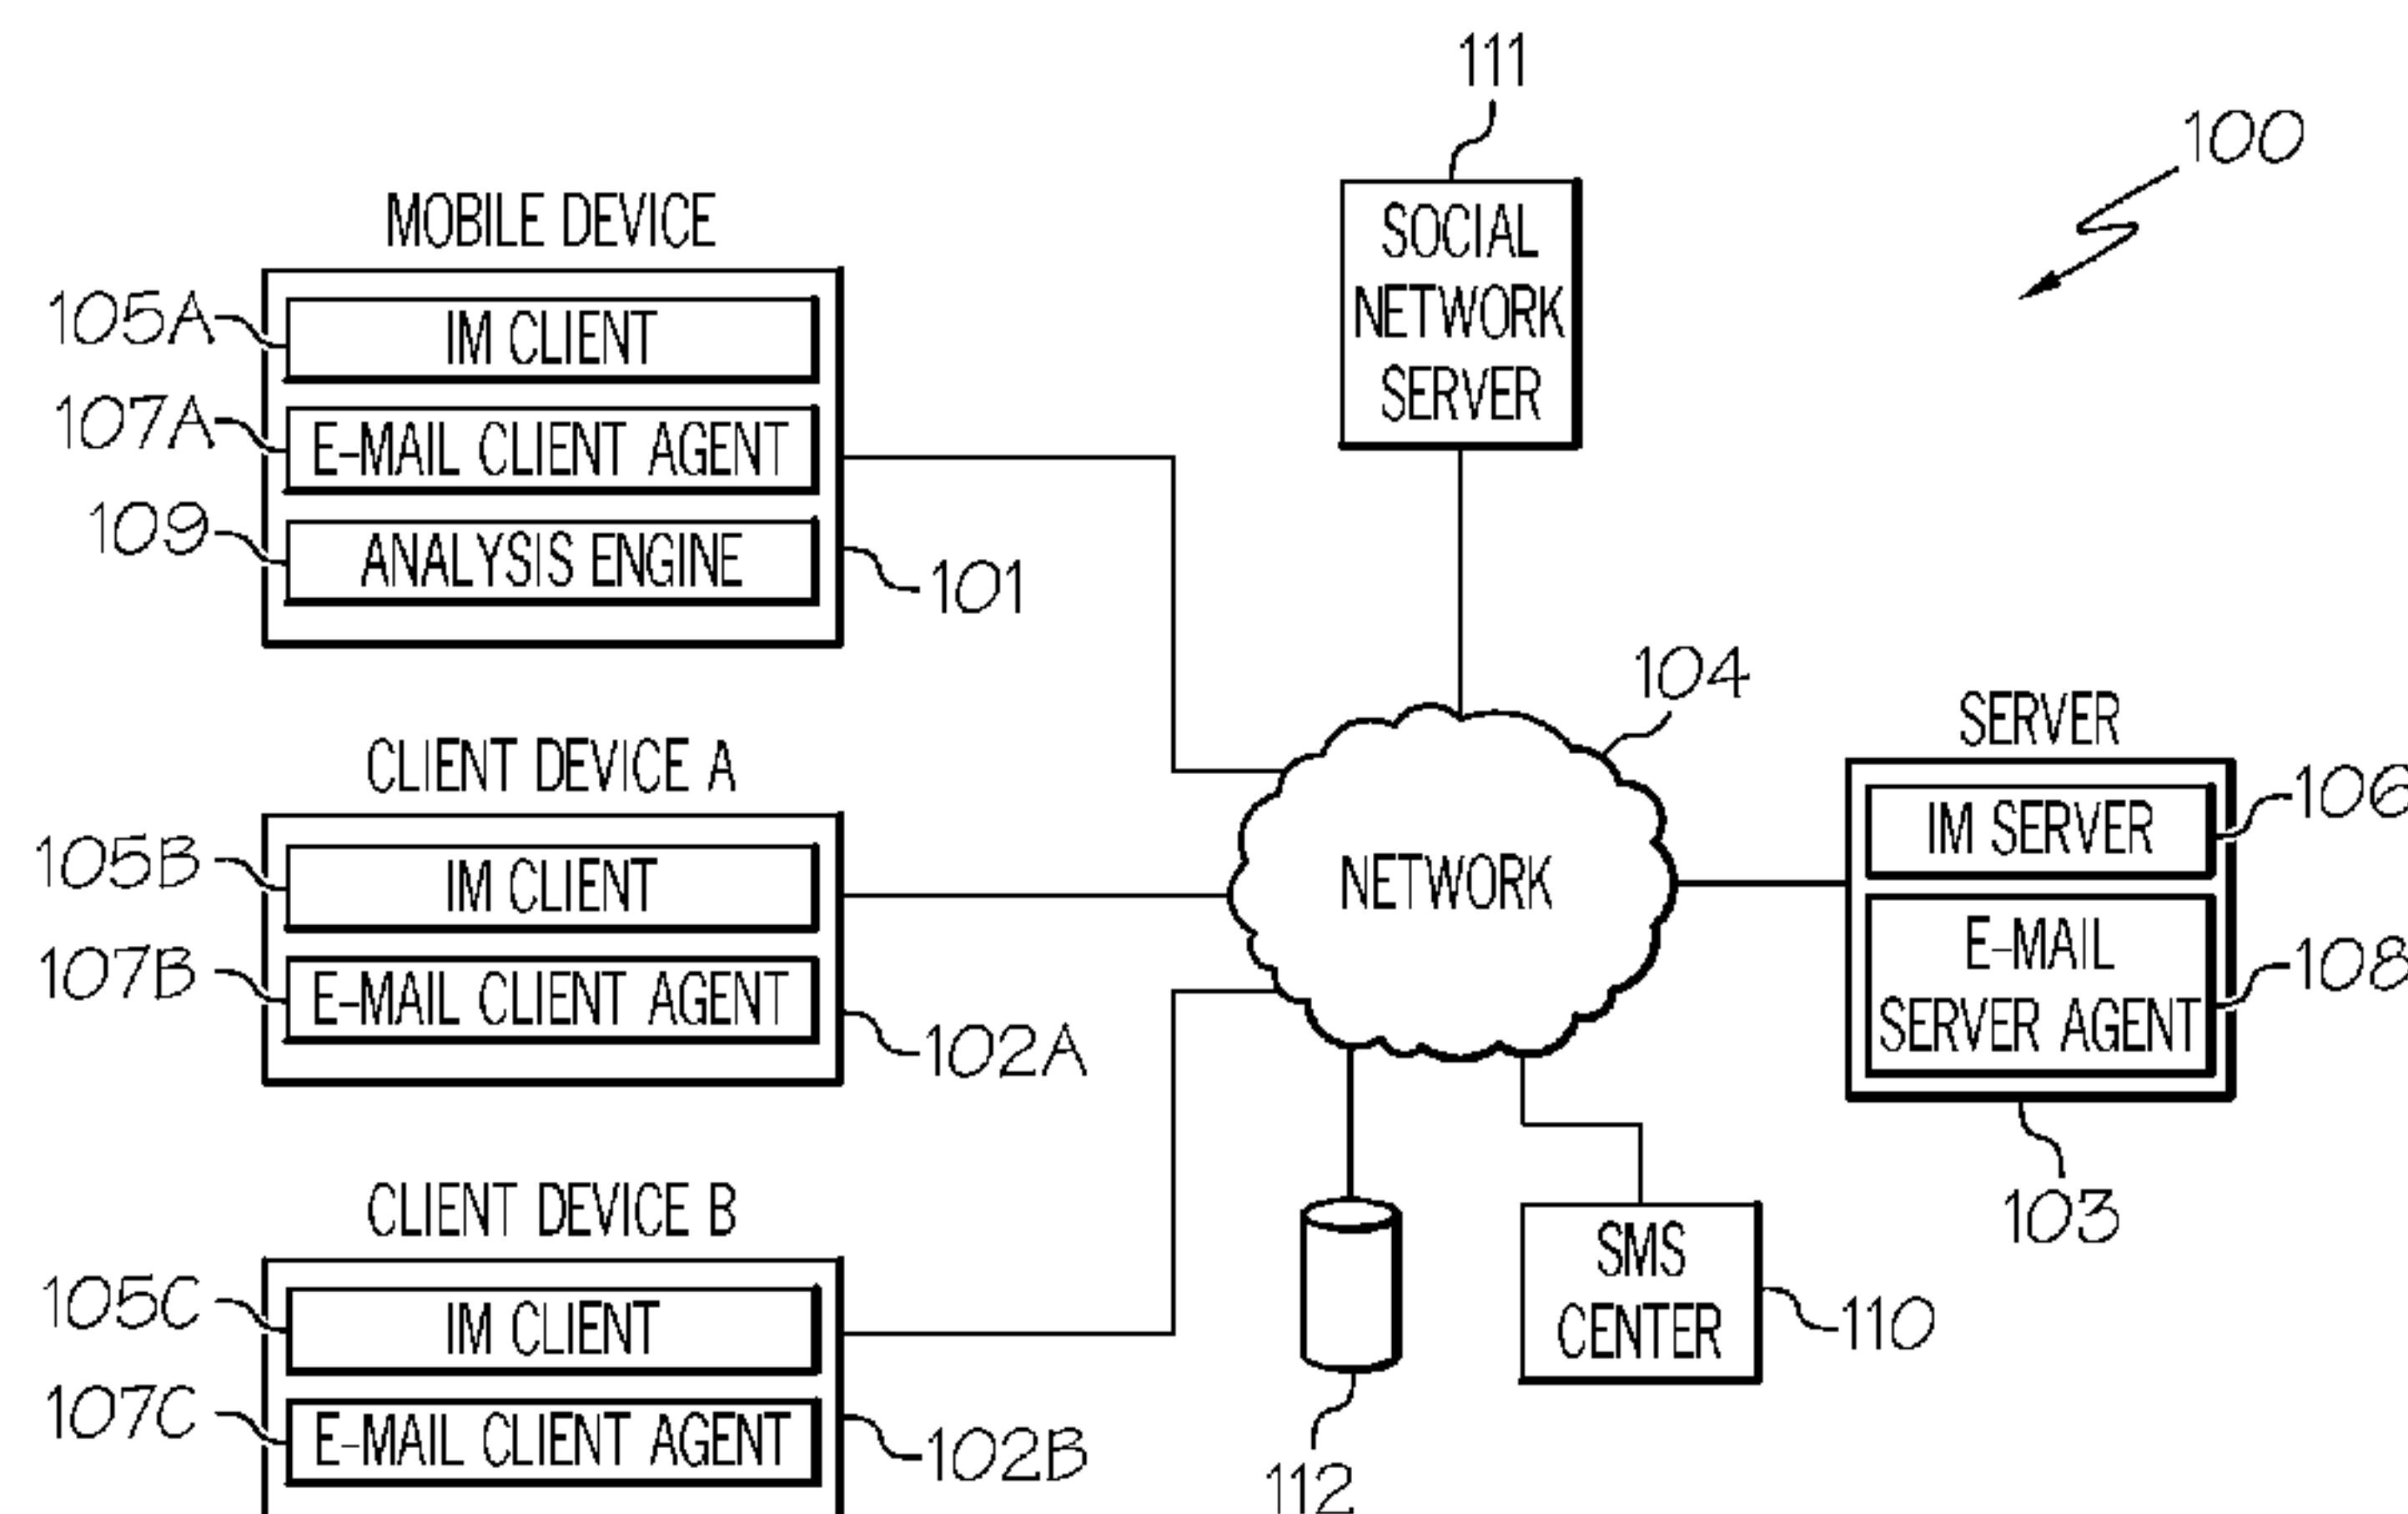 111
100
MOBILE DEVICE
SOCIAL
NETWORK
SERVER
105A
IM CLIENT
107A
E-MAIL CLIENT AGENT
109
ANALYSIS ENGINE
101
104
CLIENT DEVICE A
105B
IM CLIENT
107B
E-MAIL CLIENT AGENT
102A
NETWORK
SERVER
IM SERVER
106
E-MAIL
SERVER AGENT
108
103
CLIENT DEVICE B
105C
IM CLIENT
107C
E-MAIL CLIENT AGENT
102B
112
SMS
CENTER
110